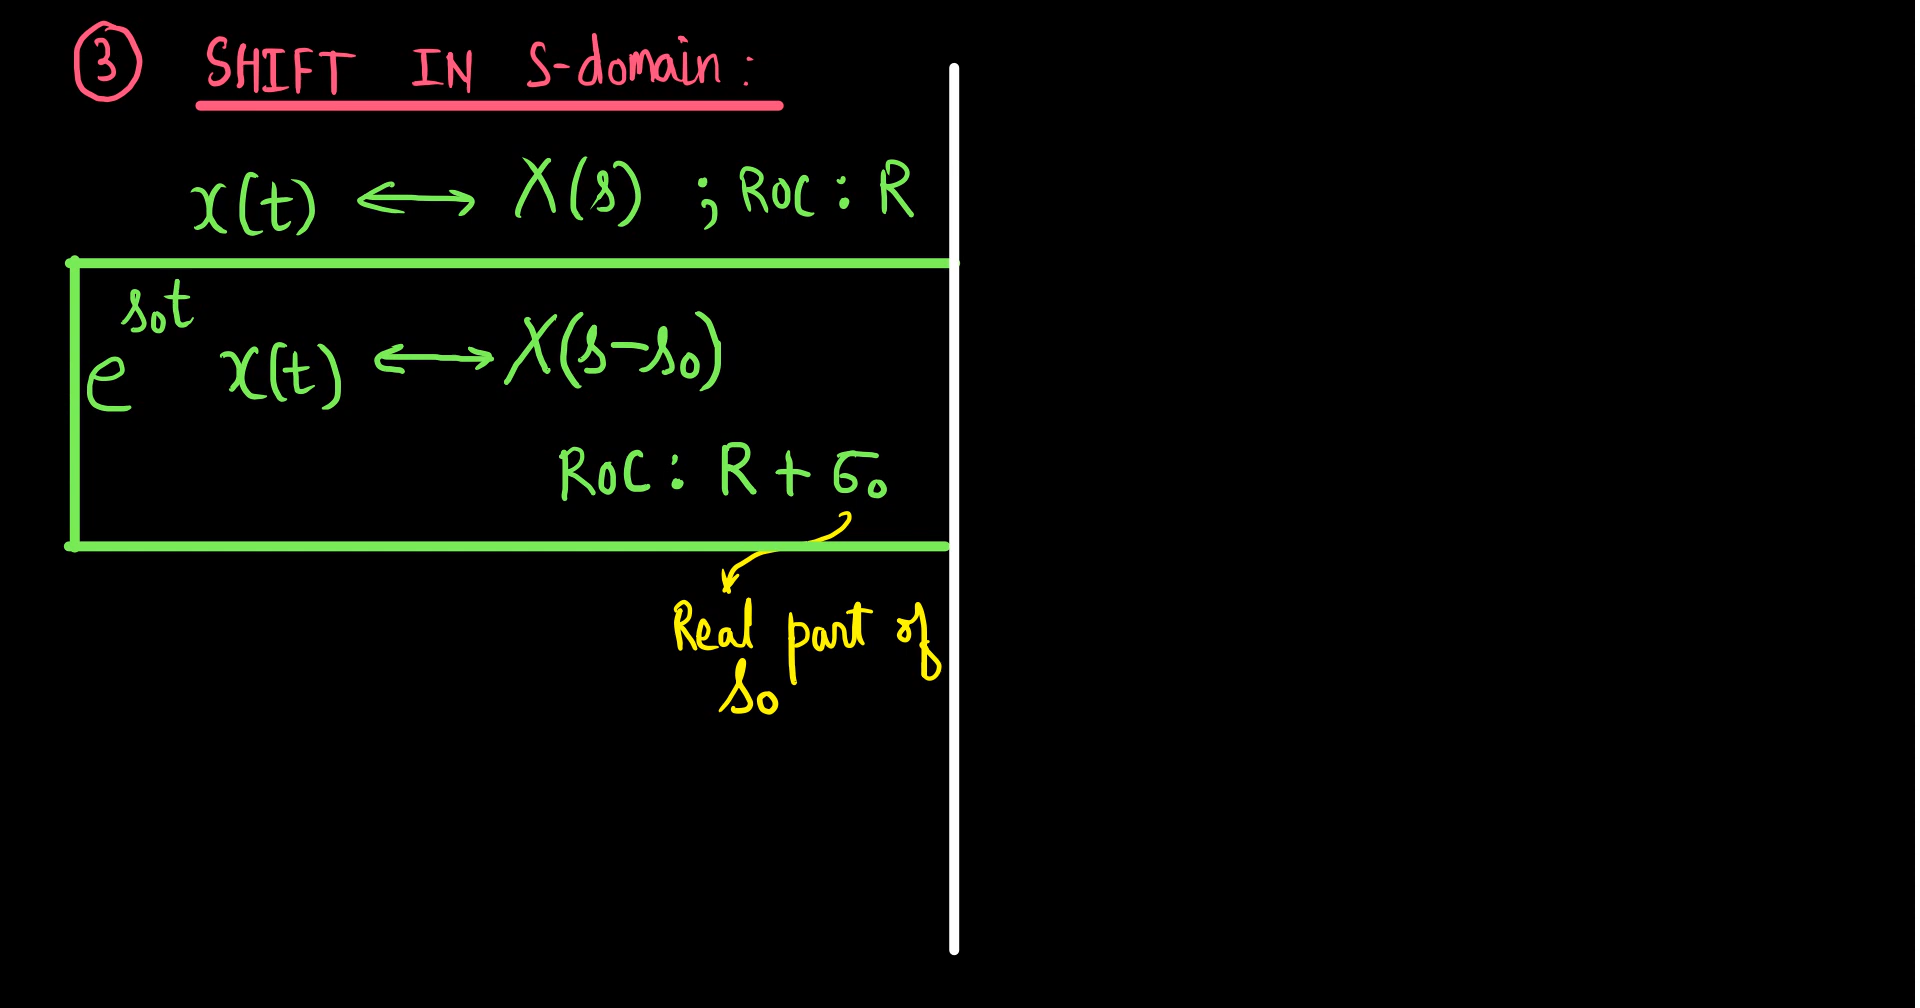 ③ SHIFT IN S-domain :
x(t) ⟷ X(s) ; ROC : R
e^{s₀t} x(t) ⟷ X(s-s₀)
ROC : R + σ₀
Real part of
s₀